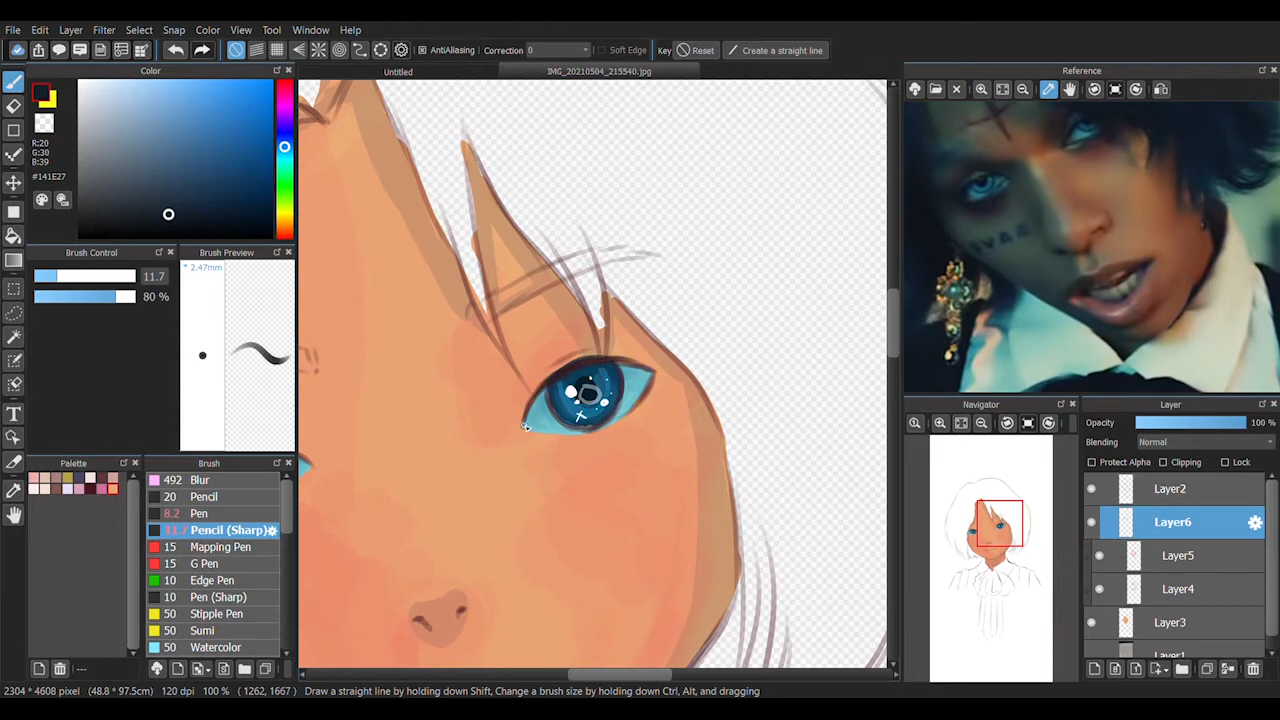 File Edit Layer Filter Select Snap Color View Tool Window Help
AntiAliasing Correction 0 Soft Edge Key Reset Create a straight line
Color
Untitled
IMG_20210504_215540.jpg
Reference
R:20
G:30
B:39
#141E27
Brush Control
Brush Preview
11.7
80 %
* 2.47mm
Navigator
Layer
Opacity 100 %
Blending Normal
Protect Alpha Clipping Lock
Palette
Brush
492 Blur
20 Pencil
8.2 Pen
11.7 Pencil (Sharp)
15 Mapping Pen
15 G Pen
10 Edge Pen
10 Pen (Sharp)
50 Stipple Pen
50 Sumi
50 Watercolor
Layer2
Layer6
Layer5
Layer4
Layer3
Layer1
---
2304 * 4608 pixel (48.8 * 97.5cm) 120 dpi 100 % (1262, 1667) Draw a straight line by holding down Shift, Change a brush size by holding down Ctrl, Alt, and dragging